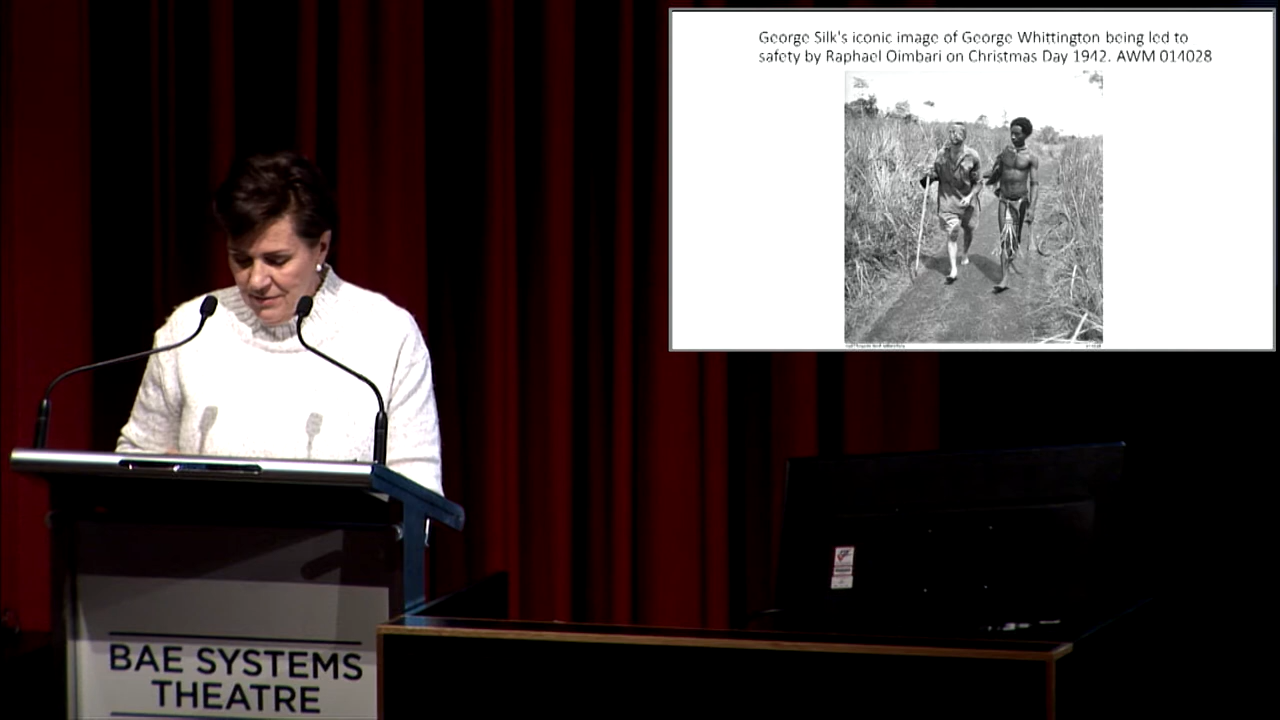 George Silk's iconic image of George Whittington being led to
safety by Raphael Oimbari on Christmas Day 1942. AWM 014028
BAE SYSTEMS
THEATRE